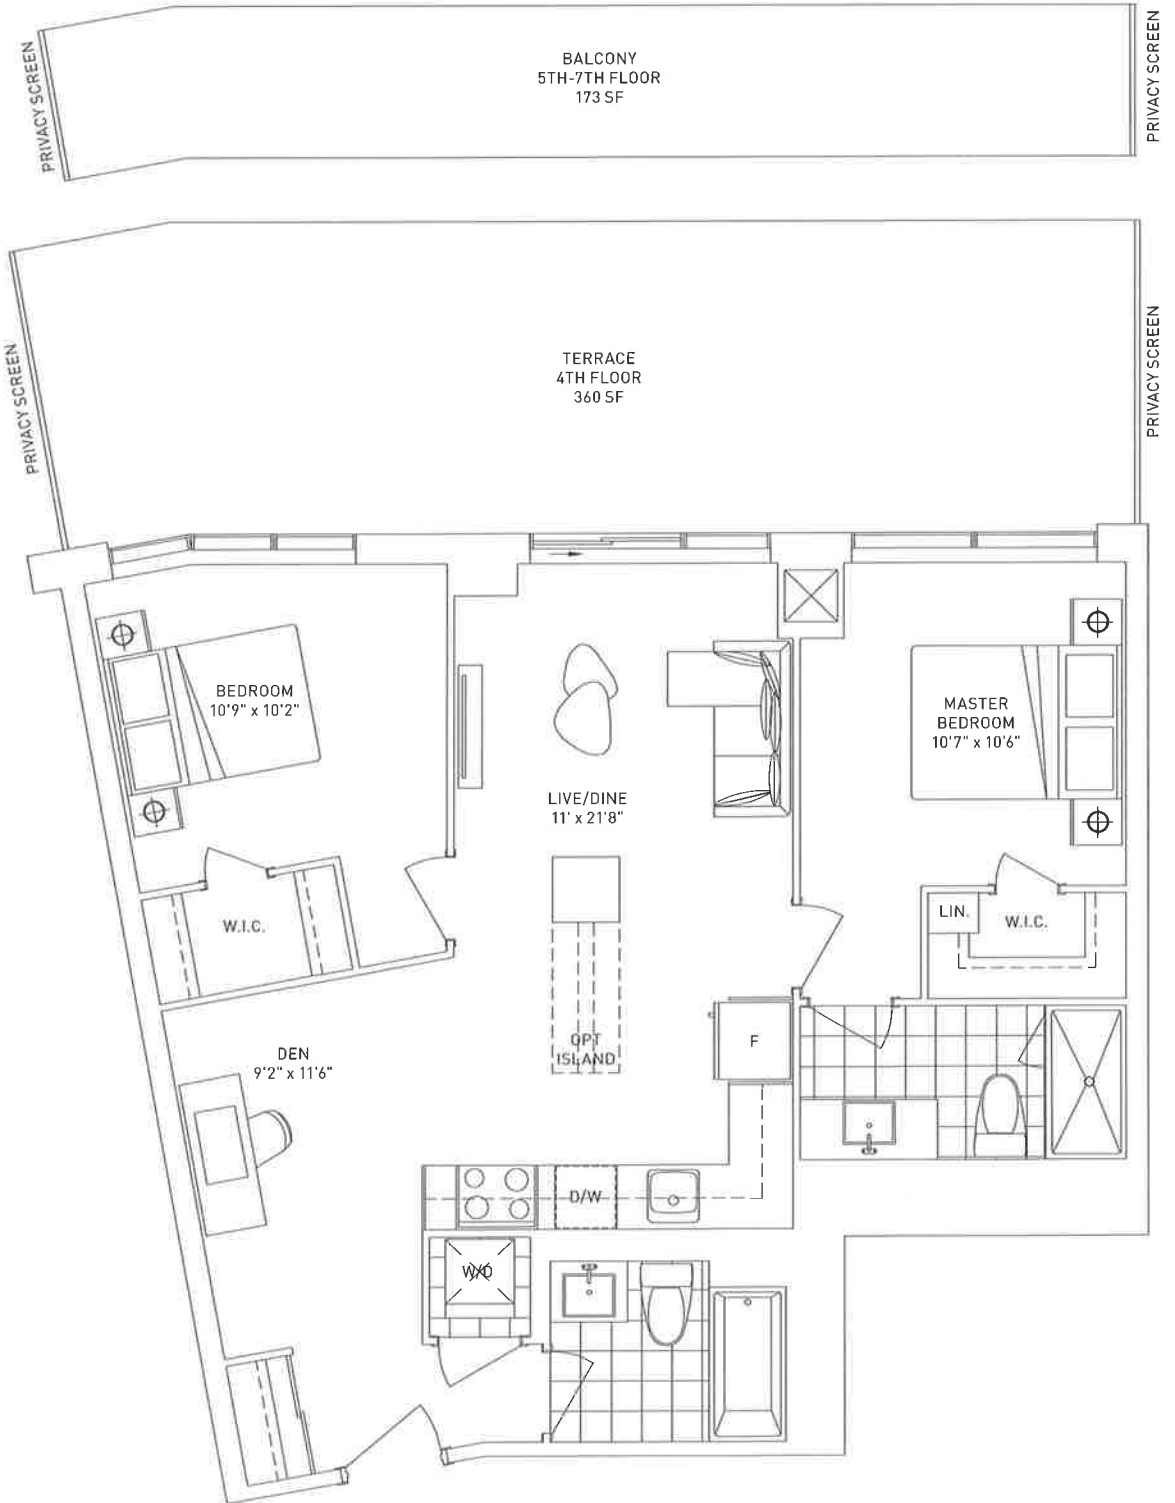 PRIVACY SCREEN
BALCONY
5TH-7TH FLOOR
173 SF
PRIVACY SCREEN
PRIVACY SCREEN
TERRACE
4TH FLOOR
360 SF
PRIVACY SCREEN
BEDROOM
10'9" x 10'2"
MASTER
BEDROOM
10'7" x 10'6"
LIVE/DINE
11' x 21'8"
W.I.C.
LIN.
W.I.C.
DEN
9'2" x 11'6"
OPT
ISLAND
F
D/W
W/D